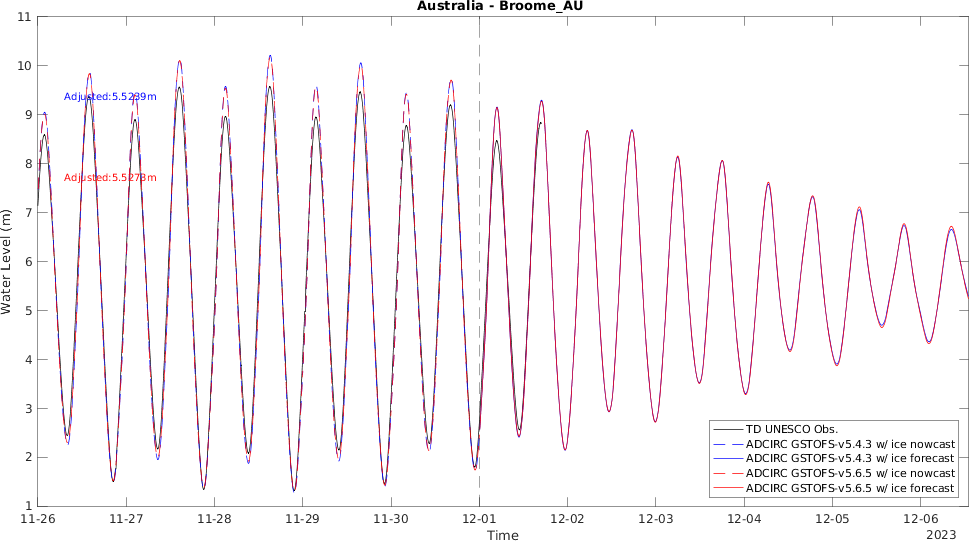 Australia - Broome_AU
11
10
9
8
7
6
5
4
3
2
1
Water Level (m)
Adjusted:5.5239m
Adjusted:5.5273m
TD UNESCO Obs.
ADCIRC GSTOFS-v5.4.3 w/ ice nowcast
ADCIRC GSTOFS-v5.4.3 w/ ice forecast
ADCIRC GSTOFS-v5.6.5 w/ ice nowcast
ADCIRC GSTOFS-v5.6.5 w/ ice forecast
11-26 11-27 11-28 11-29 11-30 12-01 12-02 12-03 12-04 12-05 12-06
Time
2023